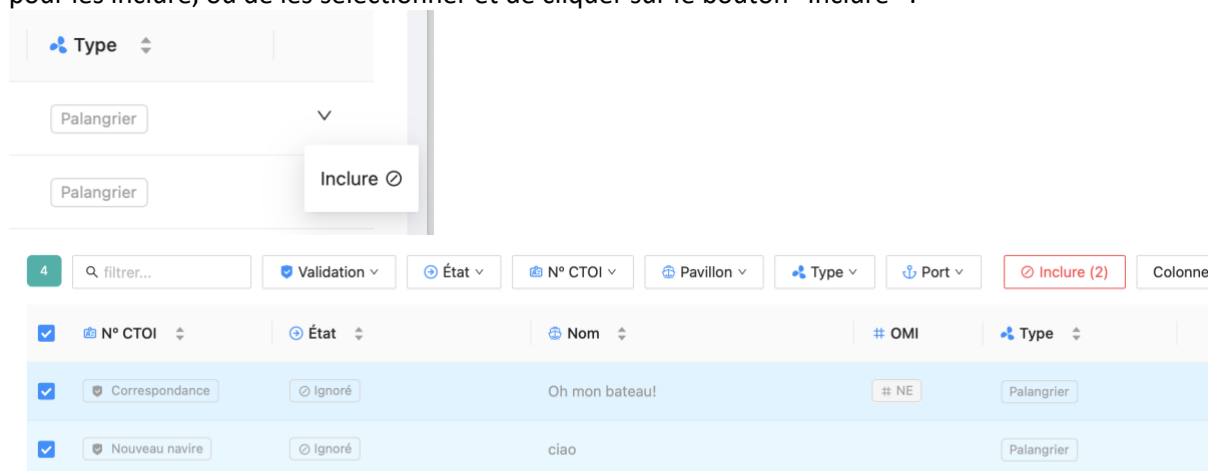 pour les inclure, ou de les sélectionner et de cliquer sur le bouton "Inclure" :
Type
Palangrier
Inclure
Palangrier
4 filtrer... Validation État N° CTOI Pavillon Type Port Inclure (2) Colonne
N° CTOI État Nom # OMI Type
Correspondance Ignoré Oh mon bateau! # NE Palangrier
Nouveau navire Ignoré ciao Palangrier